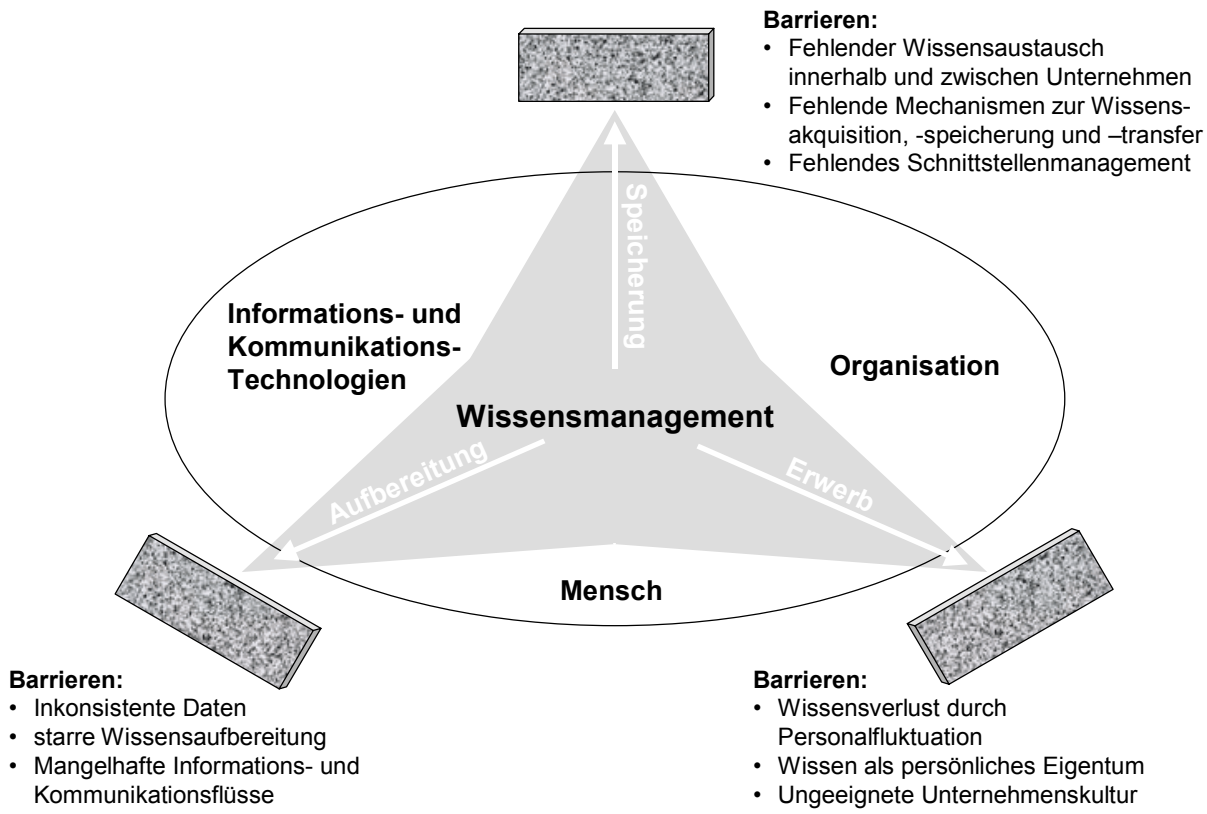 Barrieren:
• Fehlender Wissensaustausch
innerhalb und zwischen Unternehmen
• Fehlende Mechanismen zur Wissens-
akquisition, -speicherung und –transfer
• Fehlendes Schnittstellenmanagement
Speicherung
Informations- und
Kommunikations-
Technologien
Organisation
Wissensmanagement
Aufbereitung
Erwerb
Mensch
Barrieren:
• Inkonsistente Daten
• starre Wissensaufbereitung
• Mangelhafte Informations- und
Kommunikationsflüsse
Barrieren:
• Wissensverlust durch
Personalfluktuation
• Wissen als persönliches Eigentum
• Ungeeignete Unternehmenskultur